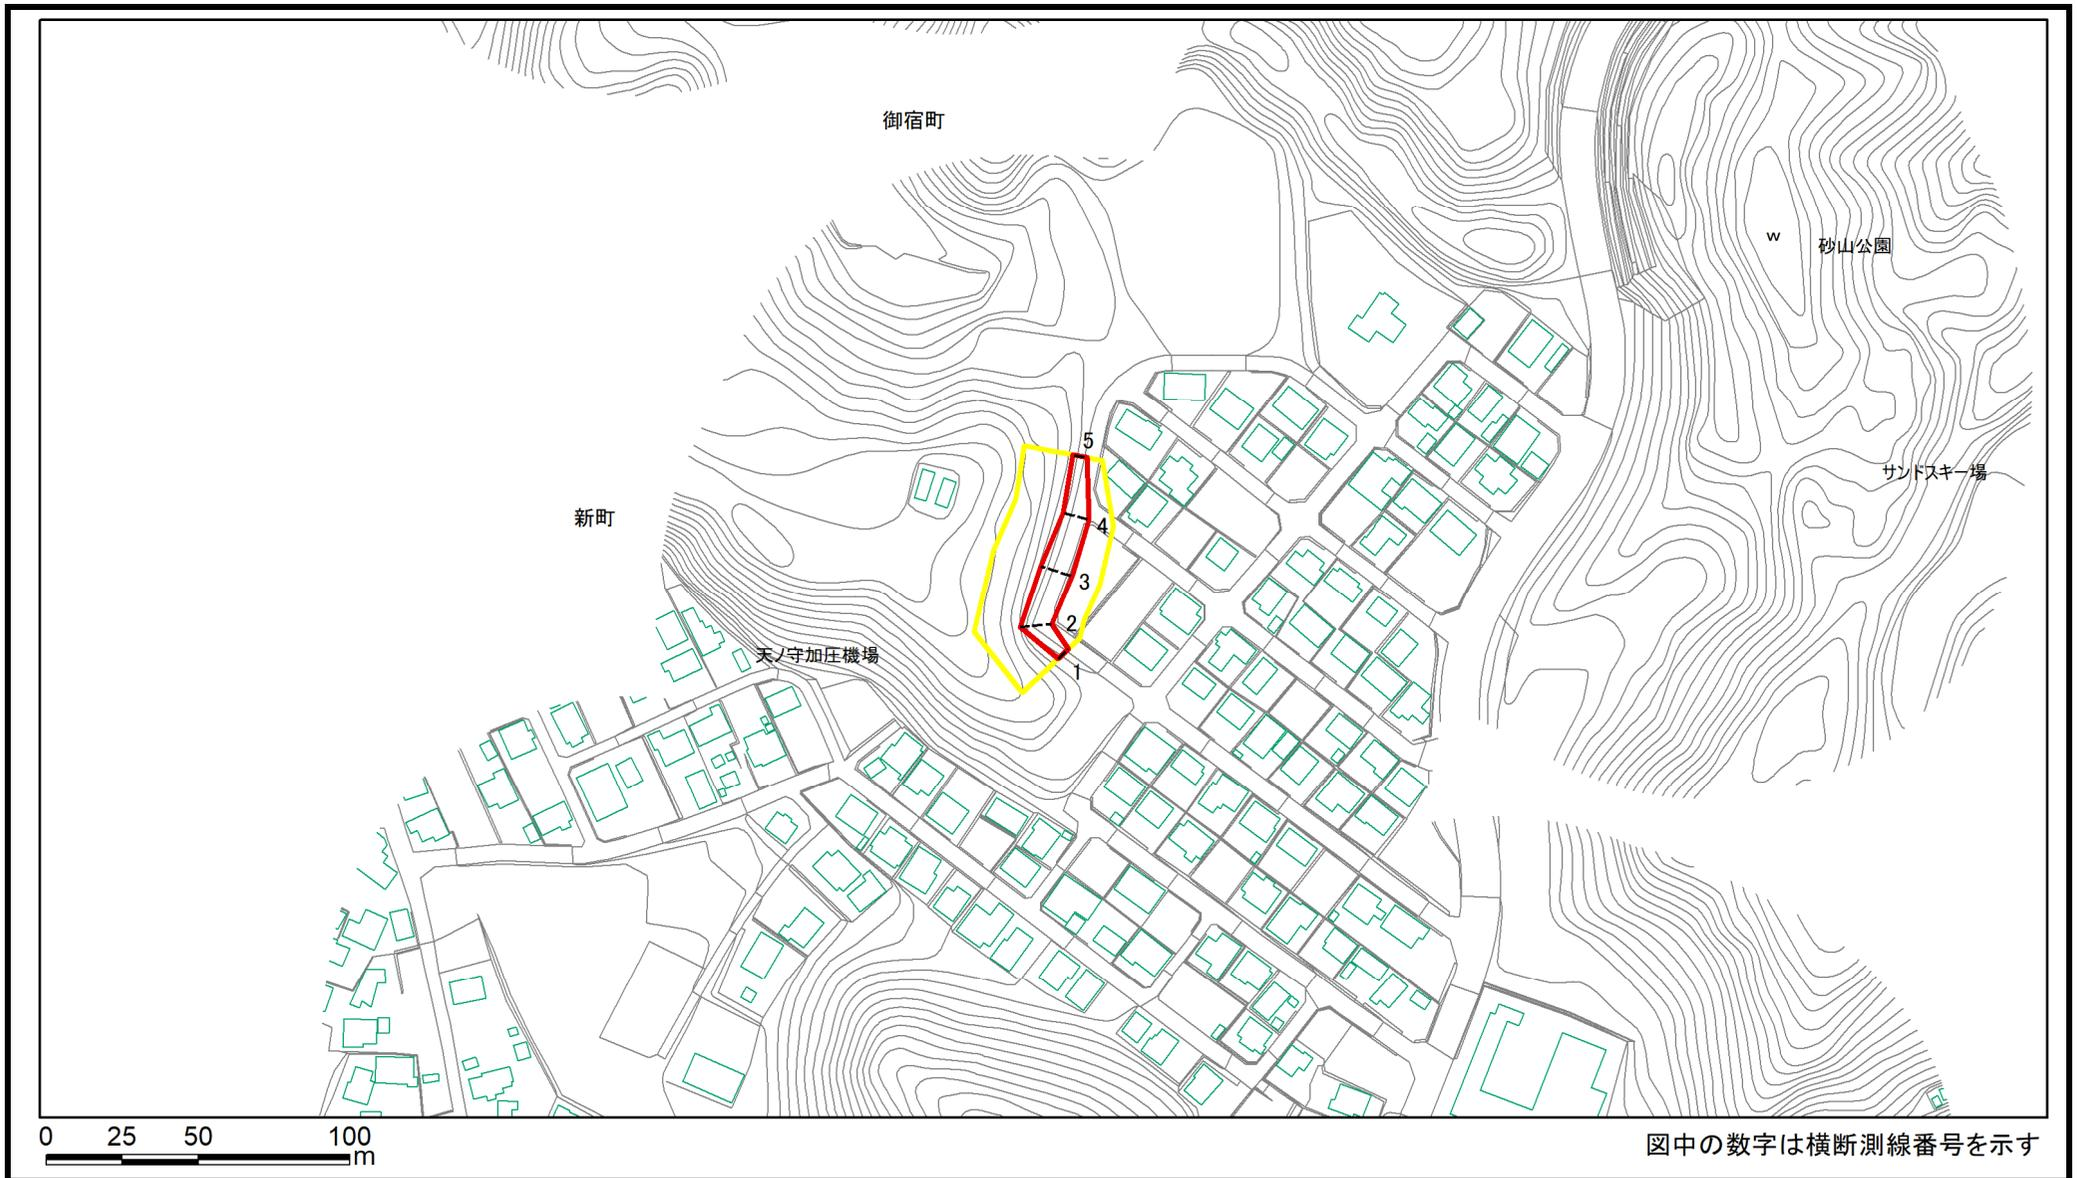 御宿町
w
砂山公園
5
サンドスキー場
新町
4
3
2
天ノ守加圧機場
1
0 25 50 100
m
図中の数字は横断測線番号を示す